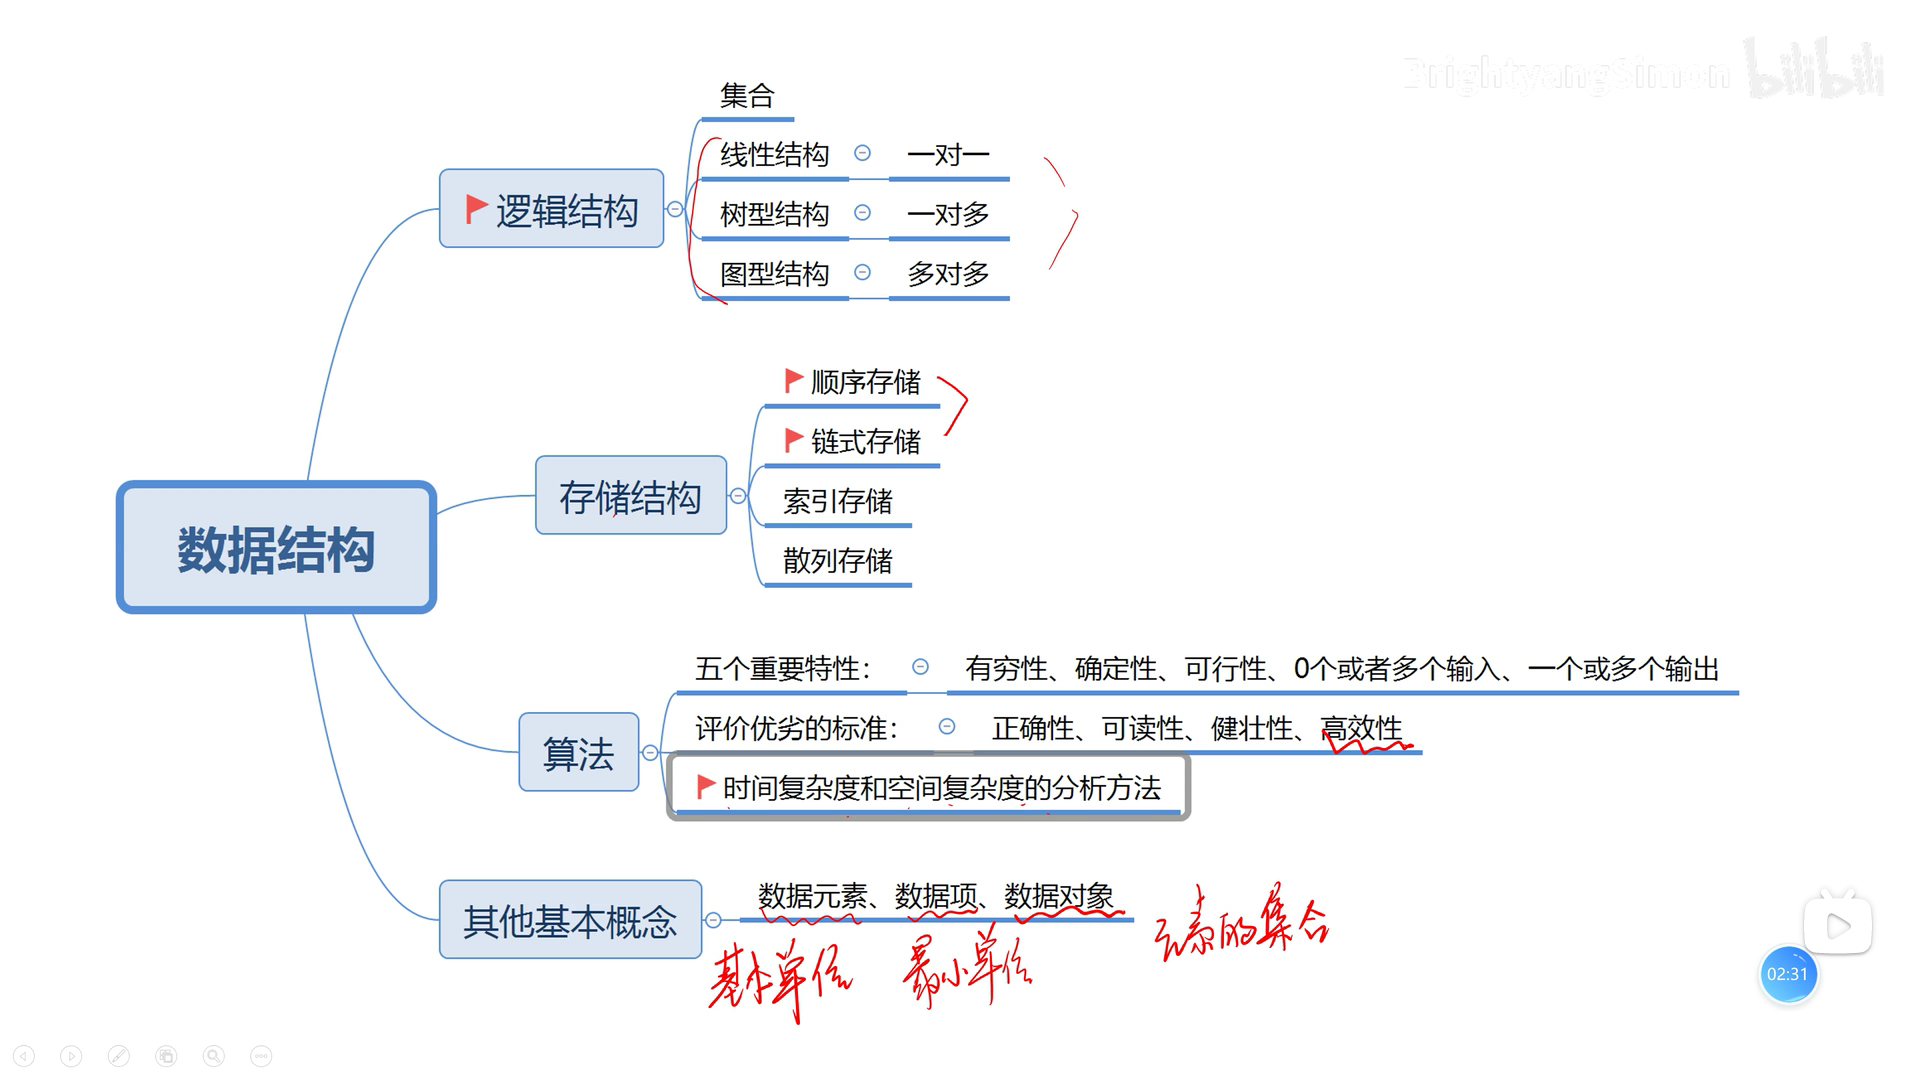 BrightyangSimon bilibili
集合
线性结构 一对一
逻辑结构
树型结构 一对多
图型结构 多对多
顺序存储
链式存储
存储结构
索引存储
散列存储
数据结构
五个重要特性： 有穷性、确定性、可行性、0个或者多个输入、一个或多个输出
评价优劣的标准： 正确性、可读性、健壮性、高效性
算法
时间复杂度和空间复杂度的分析方法
数据元素、数据项、数据对象
其他基本概念
元素的集合
基本单位 最小单位
02:31